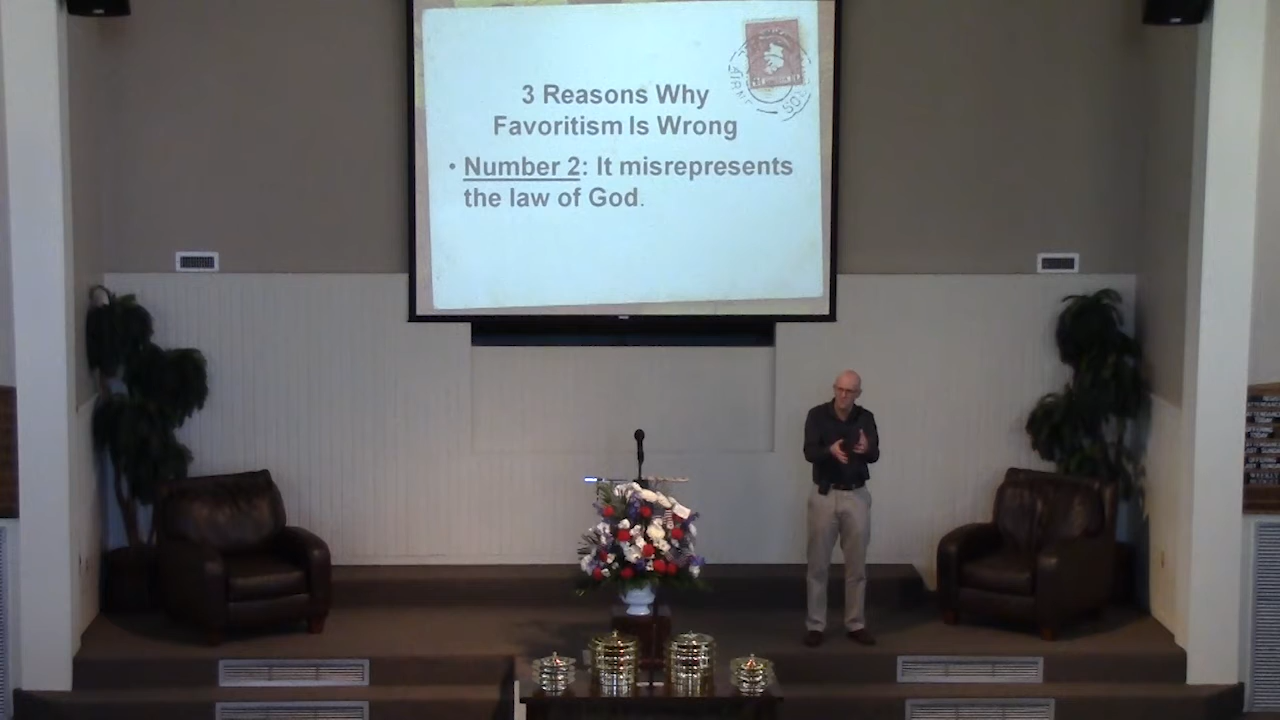 3 Reasons Why
Favoritism Is Wrong
• Number 2: It misrepresents
the law of God.